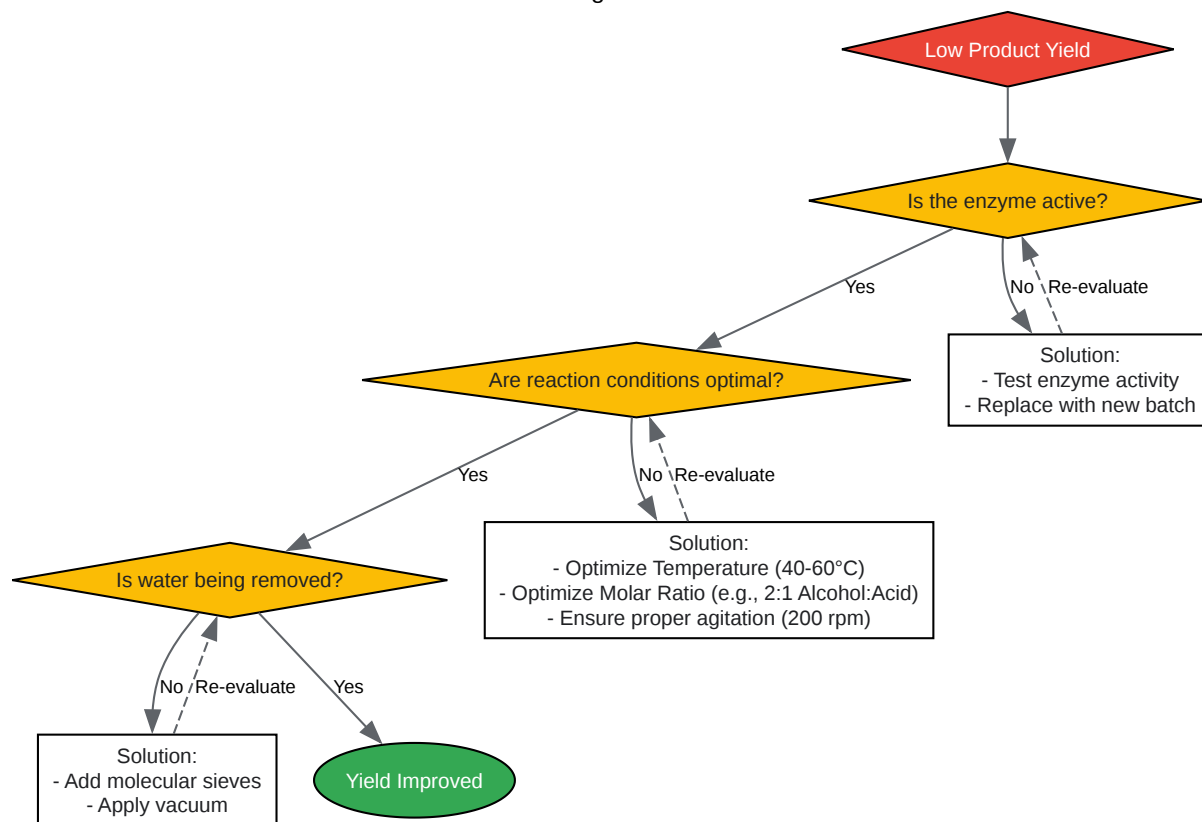 Low Product Yield
Is the enzyme active?
Yes
No
Re-evaluate
Solution:
- Test enzyme activity
- Replace with new batch
Are reaction conditions optimal?
Yes
No
Re-evaluate
Solution:
- Optimize Temperature (40-60°C)
- Optimize Molar Ratio (e.g., 2:1 Alcohol:Acid)
- Ensure proper agitation (200 rpm)
Is water being removed?
No
Re-evaluate
Yes
Solution:
- Add molecular sieves
- Apply vacuum
Yield Improved